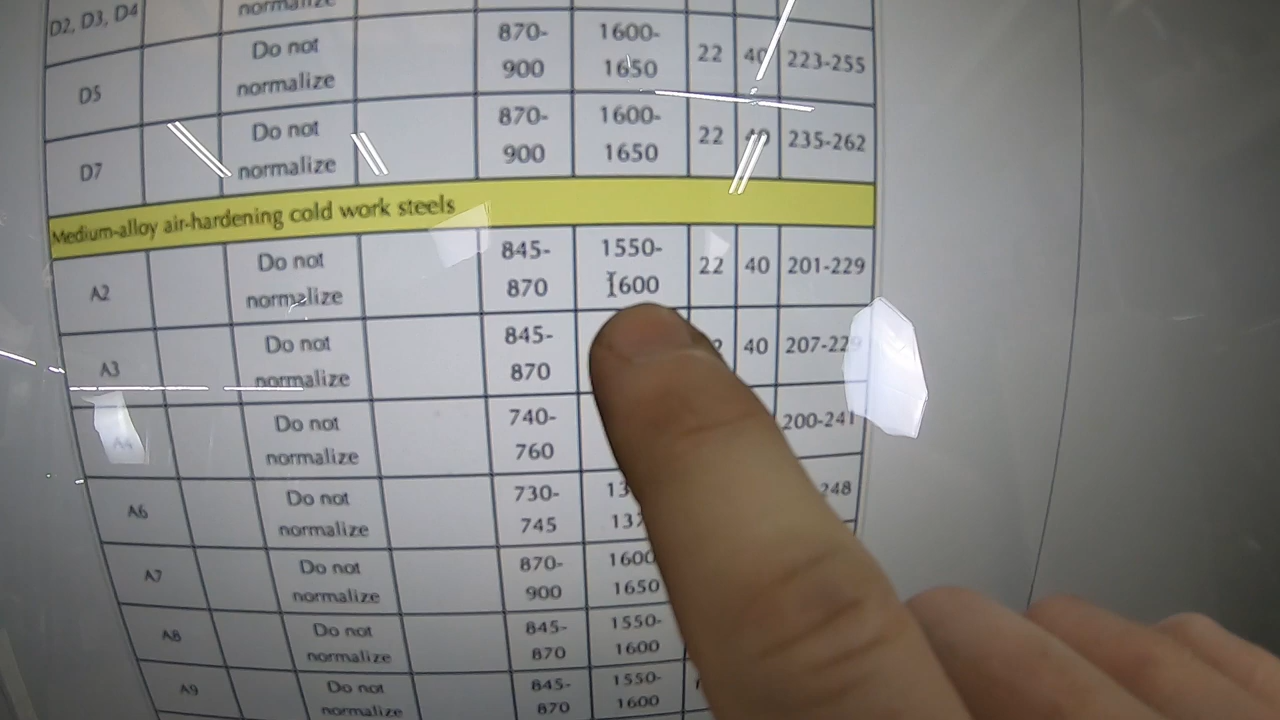 D2, D3, D4
normalize
D5
Do not
normalize
870-
900
1600-
1650
22
40
223-255
D7
Do not
normalize
870-
900
1600-
1650
22
40
235-262
Medium-alloy air-hardening cold work steels
A2
Do not
normalize
845-
870
1550-
1600
22
40
201-229
A3
Do not
normalize
845-
870
40
207-229
A4
Do not
normalize
740-
760
200-241
A6
Do not
normalize
730-
745
A7
Do not
normalize
870-
900
1600
1650
A8
Do not
normalize
845-
870
1550-
1600
A9
Do not
normalize
845-
870
1550-
1600